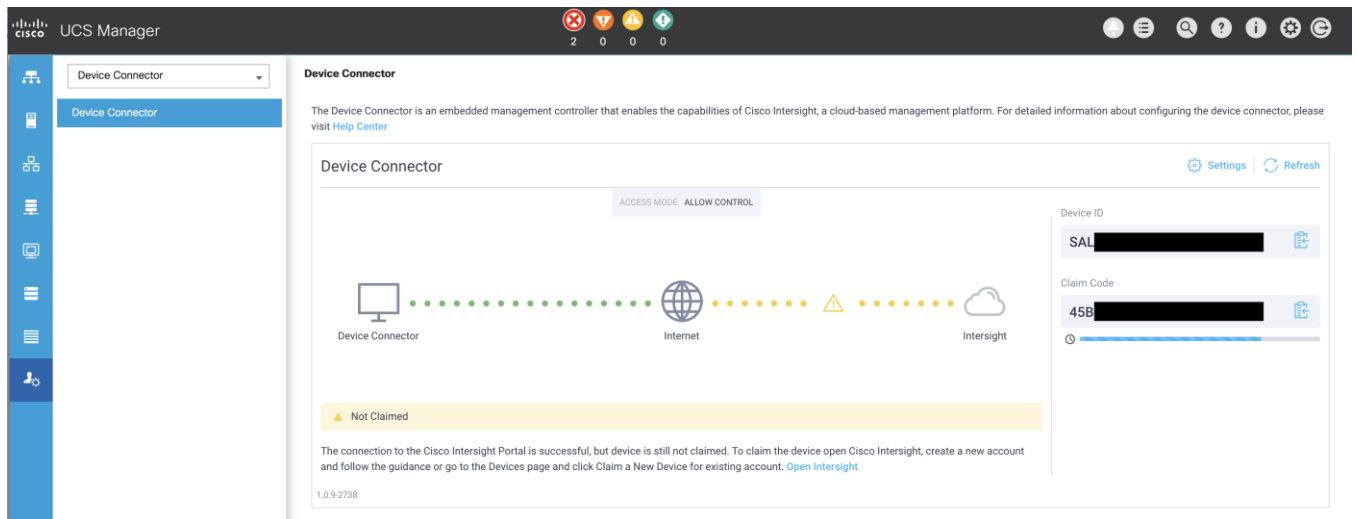 cisco UCS Manager
2 0 0 0
Device Connector
Device Connector
Device Connector
The Device Connector is an embedded management controller that enables the capabilities of Cisco Intersight, a cloud-based management platform. For detailed information about configuring the device connector, please
visit Help Center
Device Connector
Settings
Refresh
ACCESS MODE ALLOW CONTROL
Device Connector
Internet
Intersight
Device ID
SAL
Claim Code
45B
Not Claimed
The connection to the Cisco Intersight Portal is successful, but device is still not claimed. To claim the device open Cisco Intersight, create a new account
and follow the guidance or go to the Devices page and click Claim a New Device for existing account. Open Intersight
1.0.9-2738